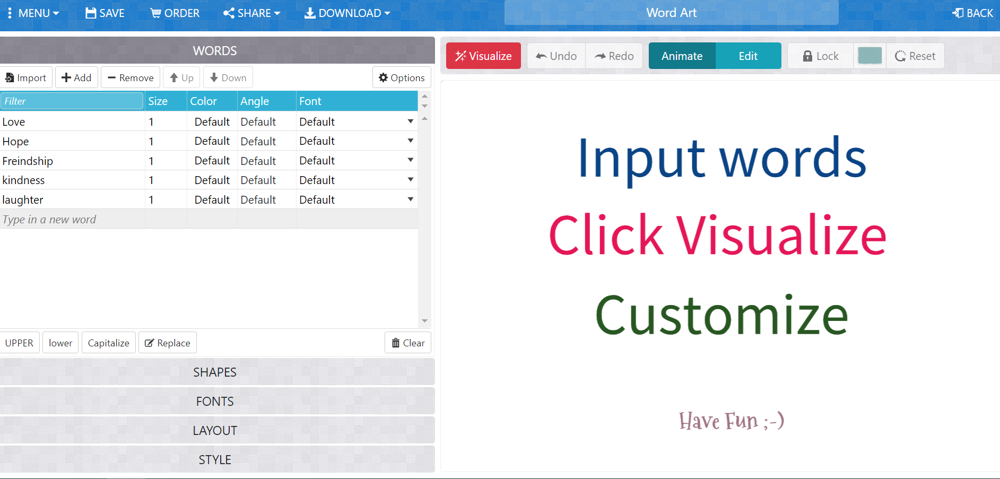 MENU SAVE ORDER SHARE DOWNLOAD Word Art BACK
WORDS
Import Add Remove Up Down Options
Filter Size Color Angle Font
Love 1 Default Default Default
Hope 1 Default Default Default
Freindship 1 Default Default Default
kindness 1 Default Default Default
laughter 1 Default Default Default
Type in a new word
UPPER lower Capitalize Replace Clear
SHAPES
FONTS
LAYOUT
STYLE
Visualize Undo Redo Animate Edit Lock Reset
Input words
Click Visualize
Customize
Have Fun ;-)